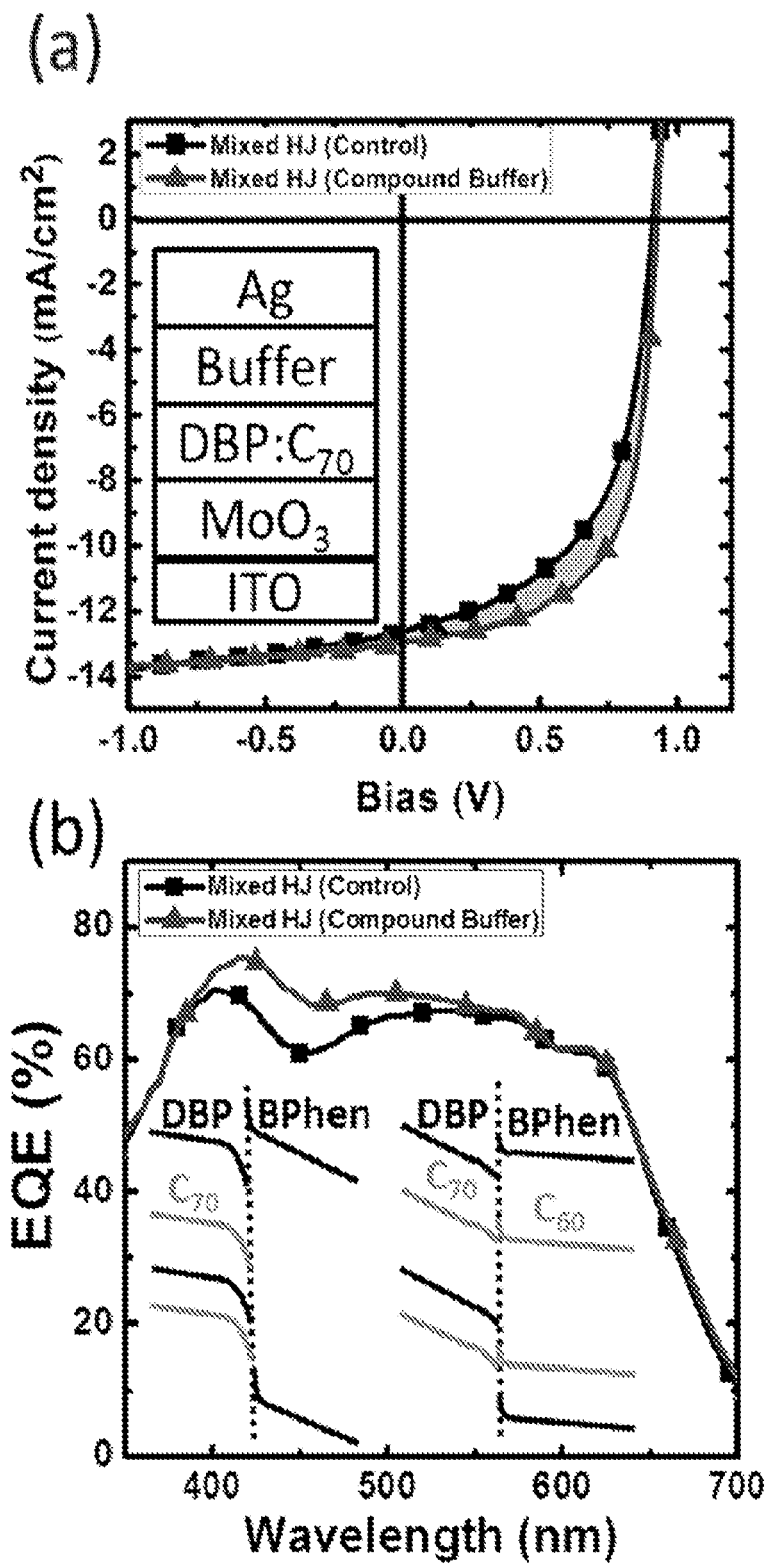 (a)
Mixed HJ (Control)
Mixed HJ (Compound Buffer)
2
0
-2
-4
-6
-8
-10
-12
-14
Current density (mA/cm²)
Ag
Buffer
DBP:C₇₀
MoO₃
ITO
-1.0 -0.5 0.0 0.5 1.0
Bias (V)
(b)
Mixed HJ (Control)
Mixed HJ (Compound Buffer)
80
60
40
20
0
EQE (%)
DBP BPhen DBP BPhen
C₇₀ C₇₀ C₆₀
400 500 600 700
Wavelength (nm)